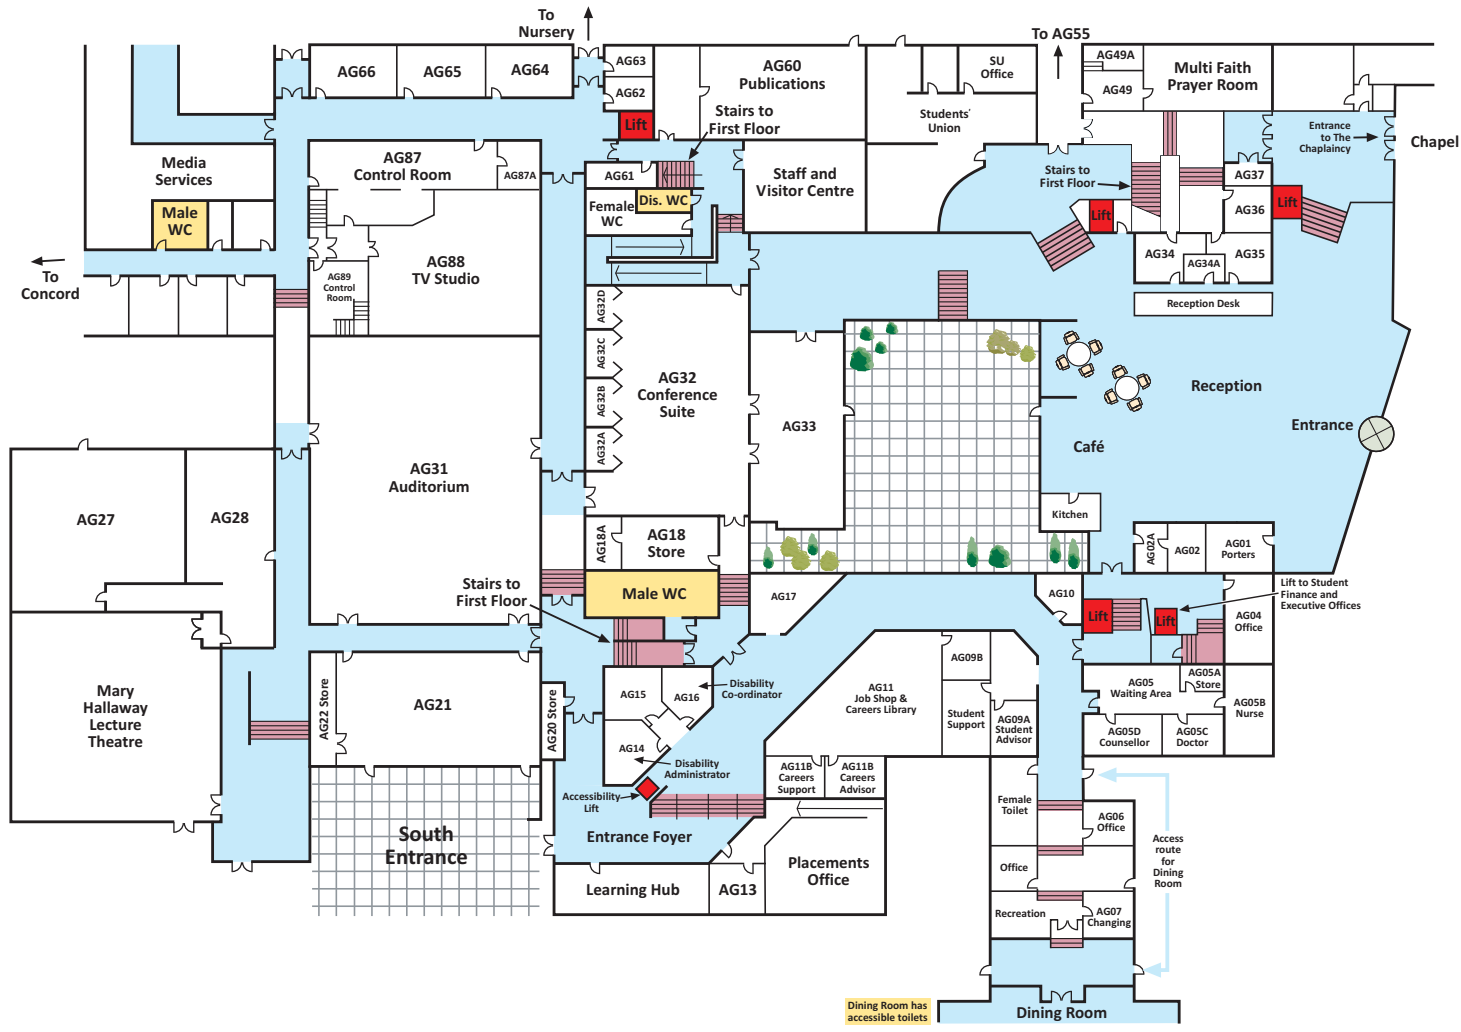 To
Nursery
To AG55
AG66
AG65
AG64
AG63
AG62
Lift
AG60
Publications
SU
Office
Students'
Union
AG49A
AG49
Multi Faith
Prayer Room
Entrance
to The
Chaplaincy
Chapel
Stairs to
First Floor
Media
Services
Male
WC
AG87
Control Room
AG87A
AG61
Dis. WC
Female
WC
Staff and
Visitor Centre
Stairs to
First Floor
Lift
AG37
AG36
Lift
AG34
AG34A
AG35
Reception Desk
To
Concord
AG89
Control
Room
AG88
TV Studio
AG32D
AG32C
AG32B
AG32A
AG32
Conference
Suite
AG33
Reception
Entrance
Café
Kitchen
AG27
AG28
AG31
Auditorium
AG18A
AG18
Store
Male WC
Stairs to
First Floor
AG17
AG10
AG02A
AG02
AG01
Porters
Lift to Student
Finance and
Executive Offices
Lift
Lift
AG04
Office
Mary
Hallaway
Lecture
Theatre
AG22 Store
AG21
AG20 Store
AG15
AG16
Disability
Co-ordinator
AG14
Disability
Administrator
Accessibility
Lift
AG11
Job Shop &
Careers Library
AG09B
Student
Support
AG09A
Student
Advisor
AG05
Waiting Area
AG05A
Store
AG05B
Nurse
AG05D
Counsellor
AG05C
Doctor
AG11B
Careers
Support
AG11B
Careers
Advisor
South
Entrance
Entrance Foyer
Learning Hub
AG13
Placements
Office
Female
Toilet
AG06
Office
Office
Recreation
AG07
Changing
Access
route
for
Dining
Room
Dining Room has
accessible toilets
Dining Room